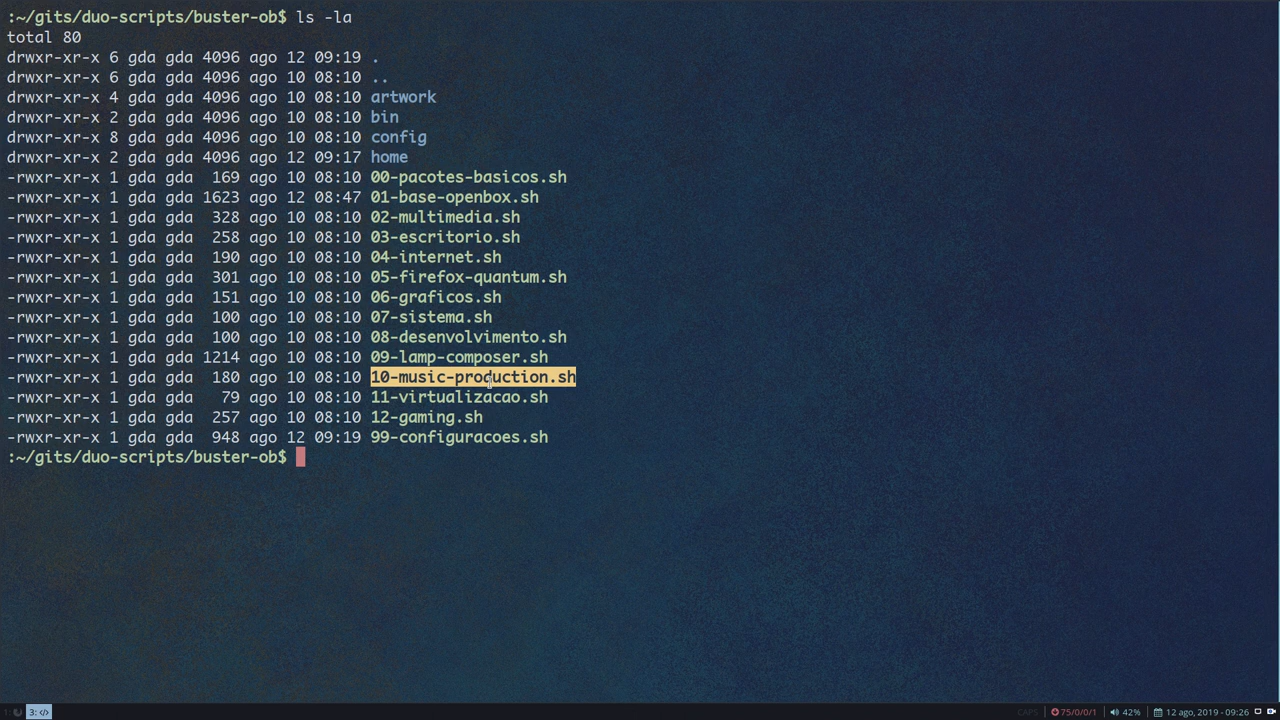 :~/gits/duo-scripts/buster-ob$ ls -la
total 80
drwxr-xr-x 6 gda gda 4096 ago 12 09:19 .
drwxr-xr-x 6 gda gda 4096 ago 10 08:10 ..
drwxr-xr-x 4 gda gda 4096 ago 10 08:10 artwork
drwxr-xr-x 2 gda gda 4096 ago 10 08:10 bin
drwxr-xr-x 8 gda gda 4096 ago 10 08:10 config
drwxr-xr-x 2 gda gda 4096 ago 12 09:17 home
-rwxr-xr-x 1 gda gda  169 ago 10 08:10 00-pacotes-basicos.sh
-rwxr-xr-x 1 gda gda 1623 ago 12 08:47 01-base-openbox.sh
-rwxr-xr-x 1 gda gda  328 ago 10 08:10 02-multimedia.sh
-rwxr-xr-x 1 gda gda  258 ago 10 08:10 03-escritorio.sh
-rwxr-xr-x 1 gda gda  190 ago 10 08:10 04-internet.sh
-rwxr-xr-x 1 gda gda  301 ago 10 08:10 05-firefox-quantum.sh
-rwxr-xr-x 1 gda gda  151 ago 10 08:10 06-graficos.sh
-rwxr-xr-x 1 gda gda  100 ago 10 08:10 07-sistema.sh
-rwxr-xr-x 1 gda gda  100 ago 10 08:10 08-desenvolvimento.sh
-rwxr-xr-x 1 gda gda 1214 ago 10 08:10 09-lamp-composer.sh
-rwxr-xr-x 1 gda gda  180 ago 10 08:10 10-music-production.sh
-rwxr-xr-x 1 gda gda   79 ago 10 08:10 11-virtualizacao.sh
-rwxr-xr-x 1 gda gda  257 ago 10 08:10 12-gaming.sh
-rwxr-xr-x 1 gda gda  948 ago 12 09:19 99-configuracoes.sh
:~/gits/duo-scripts/buster-ob$
1: 3: </> CAPS 75/0/0/1 42% 12 ago, 2019 - 09:26